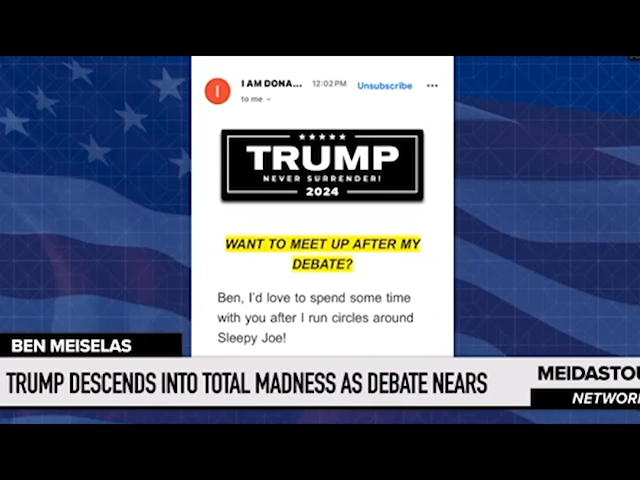 I
I AM DONA...
12:02 PM
Unsubscribe
...
to me
TRUMP
NEVER SURRENDER!
2024
WANT TO MEET UP AFTER MY
DEBATE?
Ben, I'd love to spend some time
with you after I run circles around
Sleepy Joe!
BEN MEISELAS
TRUMP DESCENDS INTO TOTAL MADNESS AS DEBATE NEARS
MEIDASTOU
NETWORK